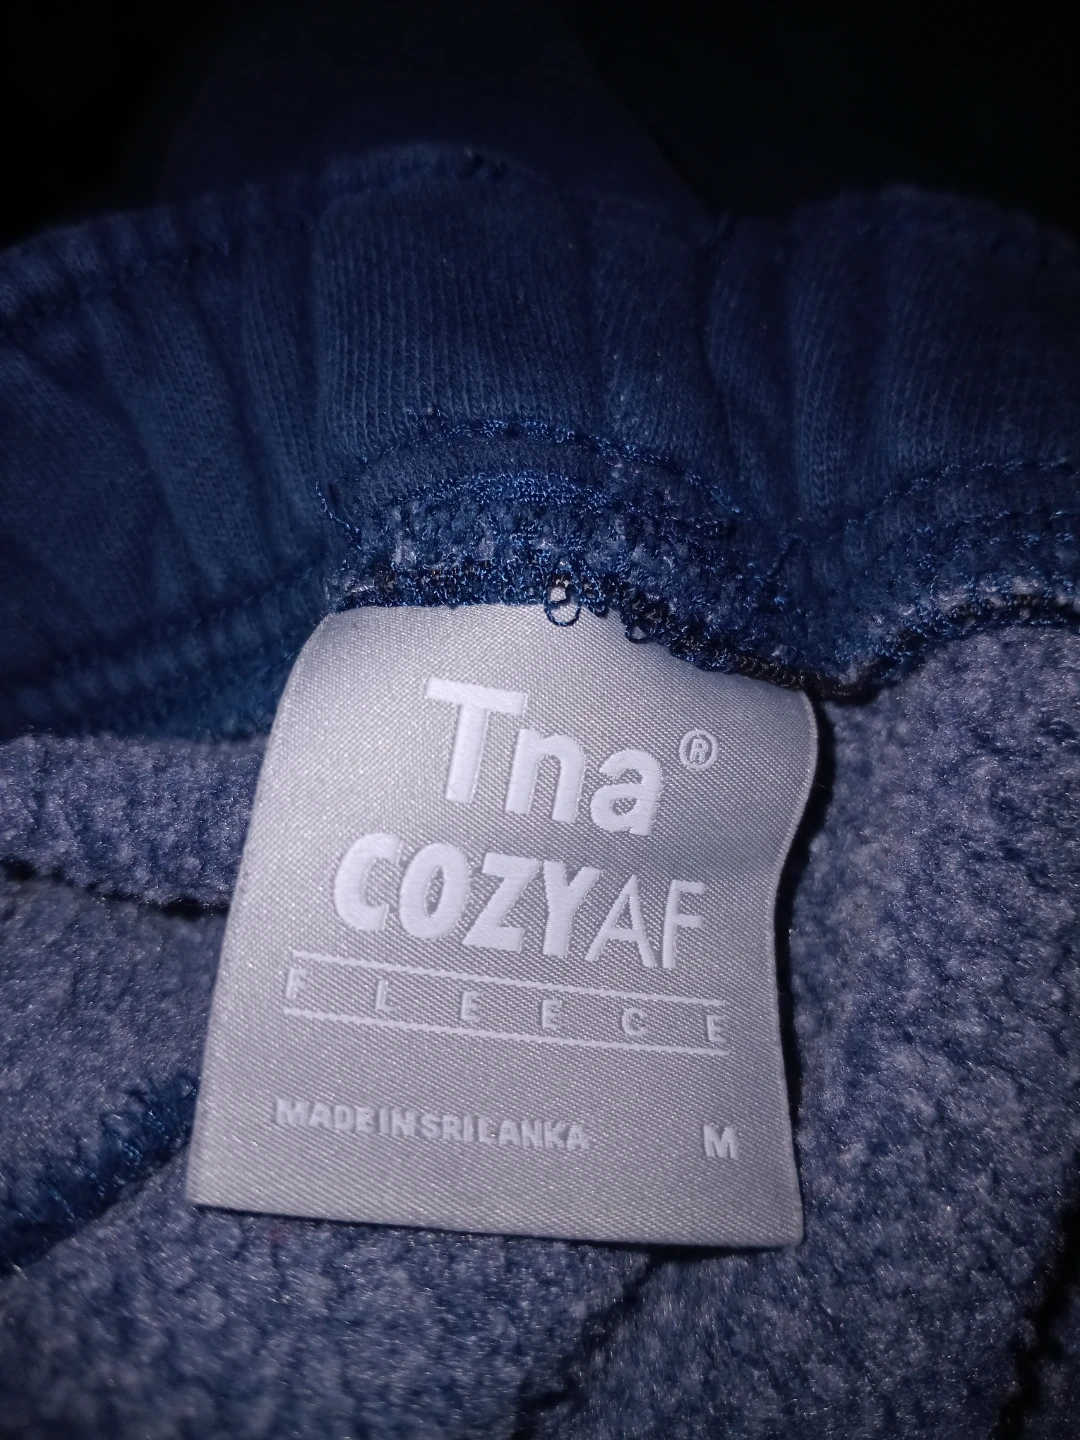 Tna®
COZYAF
FLEECE
MADE IN SRI LANKA M